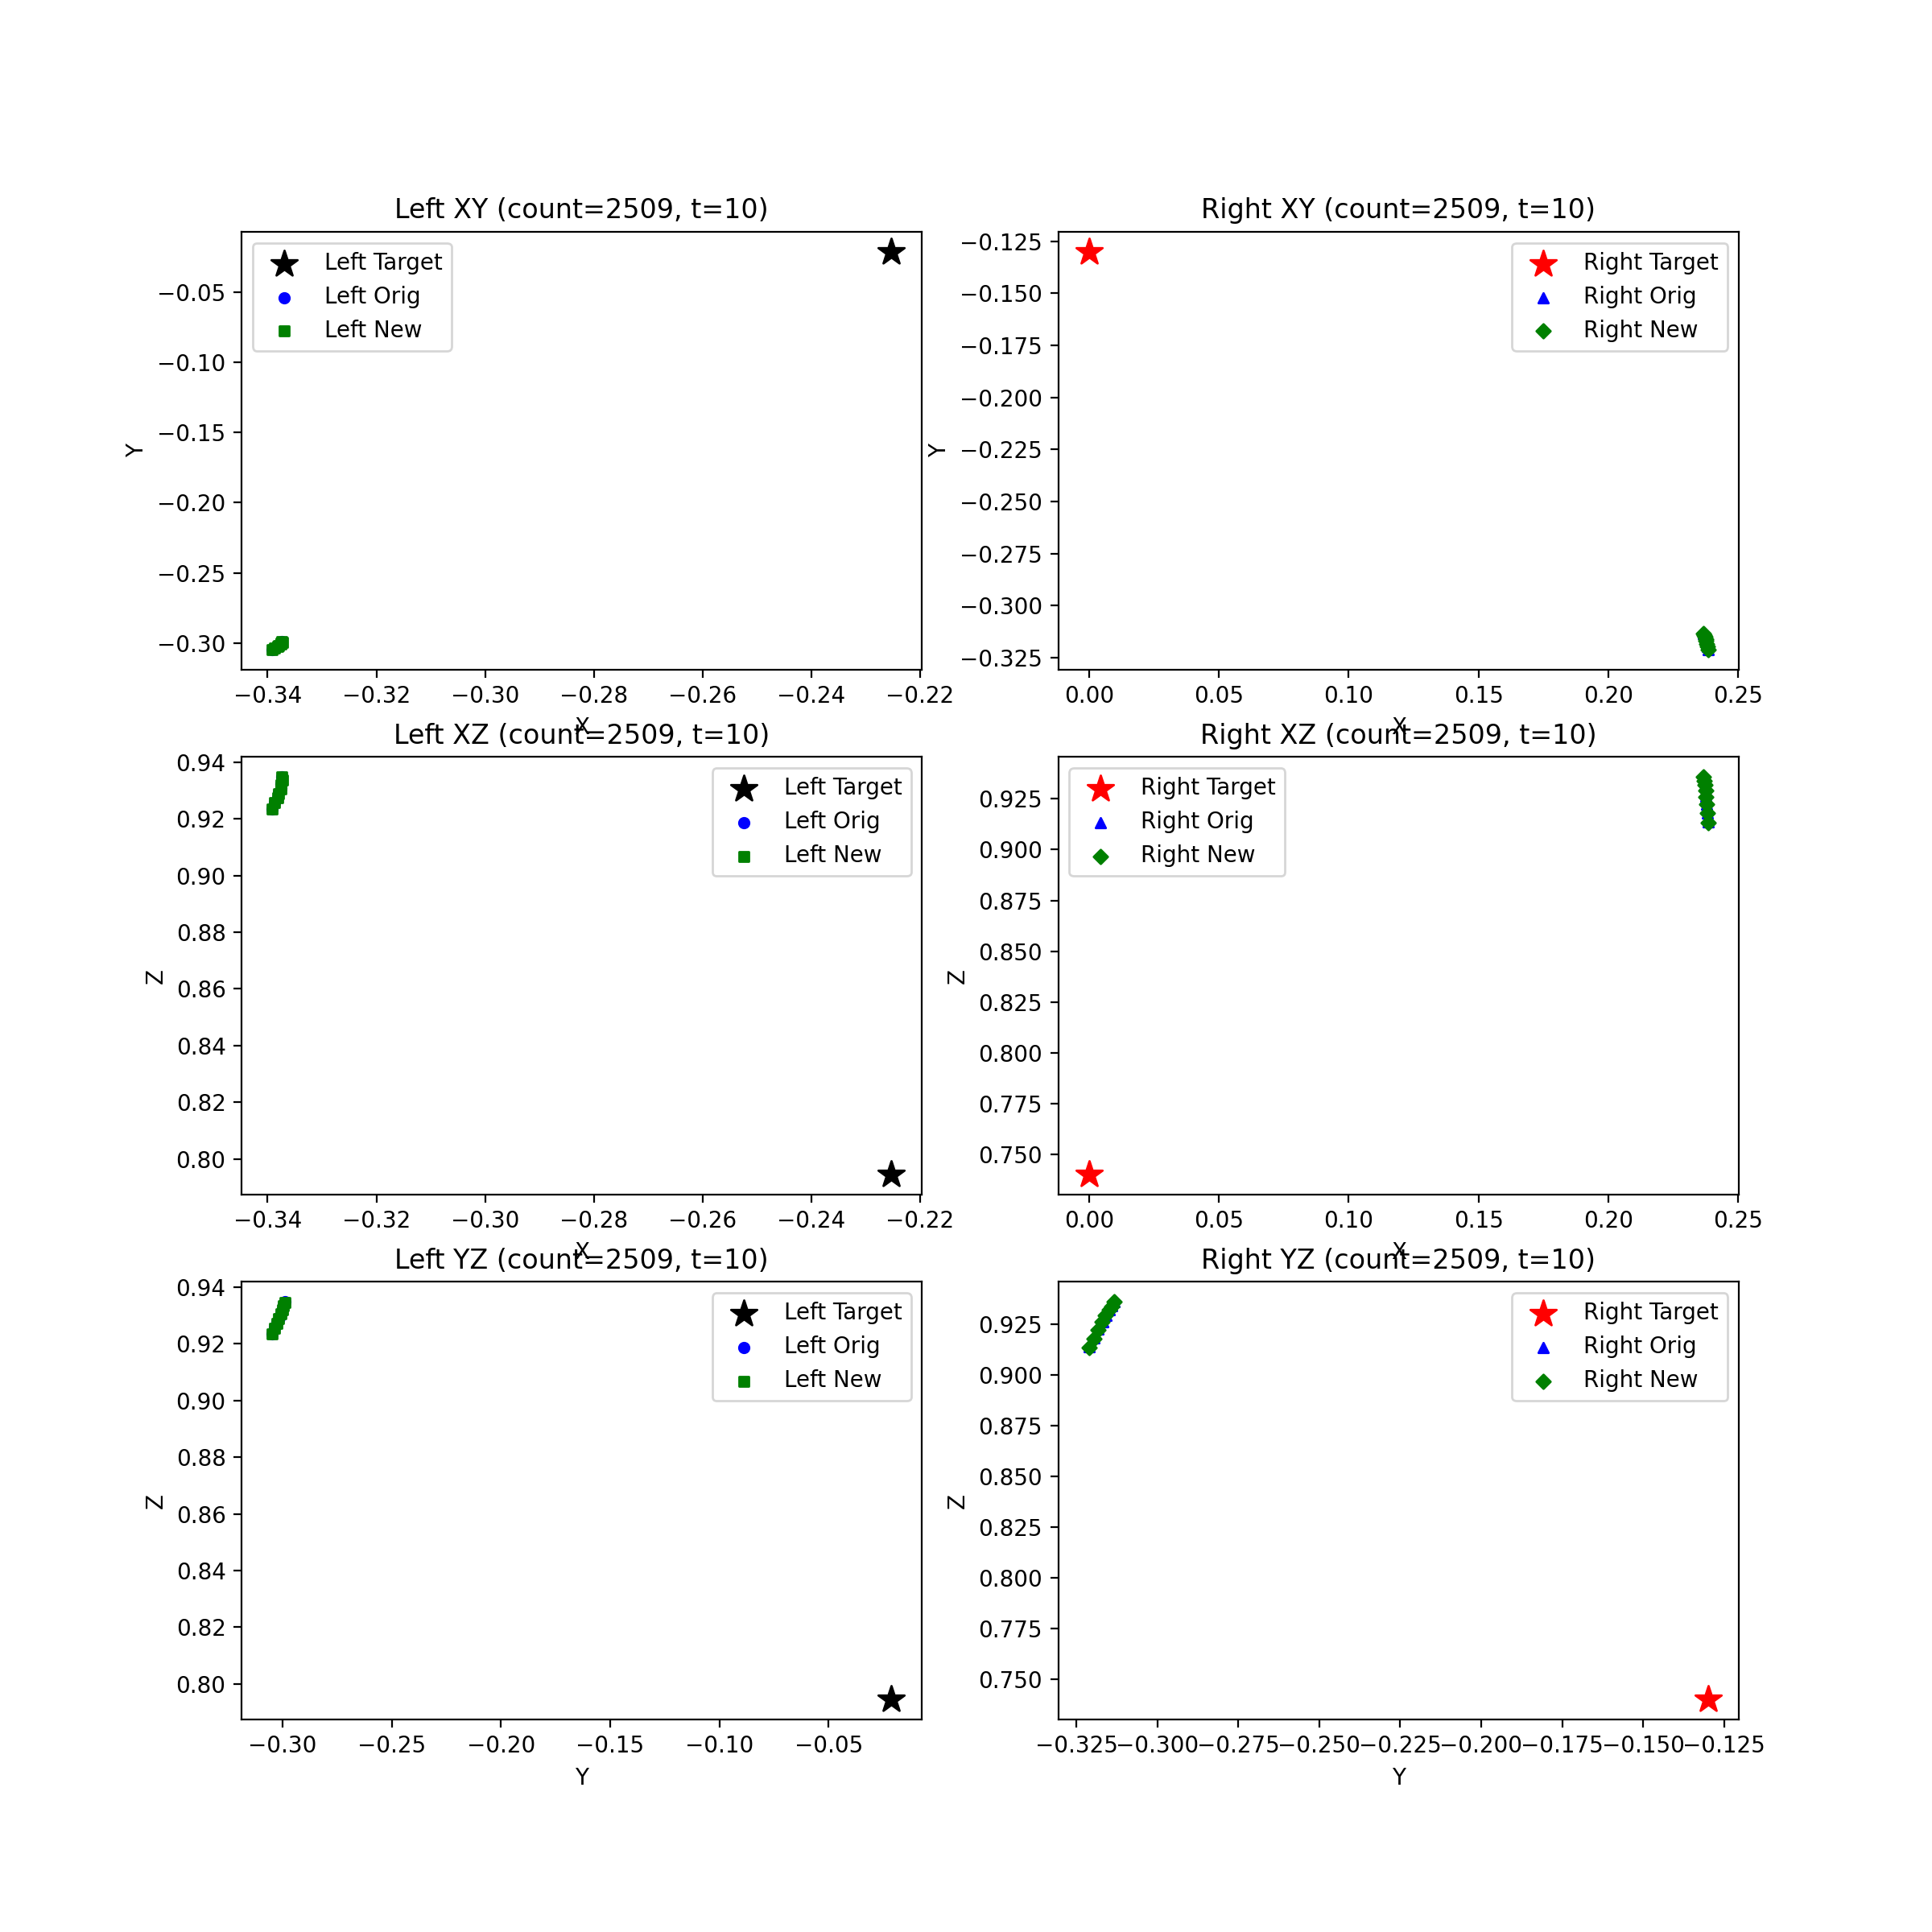 Left XY (count=2509, t=10)
Left Target
Left Orig
Left New
−0.05
−0.10
−0.15
−0.20
−0.25
−0.30
Y
−0.34 −0.32 −0.30 −0.28 −0.26 −0.24 −0.22
X
Right XY (count=2509, t=10)
Right Target
Right Orig
Right New
−0.125
−0.150
−0.175
−0.200
−0.225
−0.250
−0.275
−0.300
−0.325
Y
0.00 0.05 0.10 0.15 0.20 0.25
X
Left XZ (count=2509, t=10)
Left Target
Left Orig
Left New
0.94
0.92
0.90
0.88
0.86
0.84
0.82
0.80
Z
−0.34 −0.32 −0.30 −0.28 −0.26 −0.24 −0.22
X
Right XZ (count=2509, t=10)
Right Target
Right Orig
Right New
0.925
0.900
0.875
0.850
0.825
0.800
0.775
0.750
Z
0.00 0.05 0.10 0.15 0.20 0.25
X
Left YZ (count=2509, t=10)
Left Target
Left Orig
Left New
0.94
0.92
0.90
0.88
0.86
0.84
0.82
0.80
Z
−0.30 −0.25 −0.20 −0.15 −0.10 −0.05
Y
Right YZ (count=2509, t=10)
Right Target
Right Orig
Right New
0.925
0.900
0.875
0.850
0.825
0.800
0.775
0.750
Z
−0.325 −0.300 −0.275 −0.250 −0.225 −0.200 −0.175 −0.150 −0.125
Y